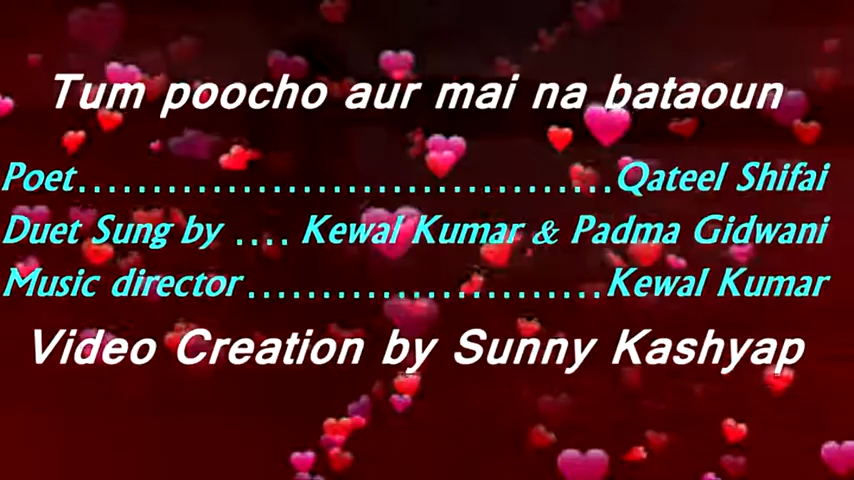 Tum poocho aur mai na bataoun
Poet....................................Qateel Shifai
Duet Sung by .... Kewal Kumar & Padma Gidwani
Music director........................Kewal Kumar
Video Creation by Sunny Kashyap